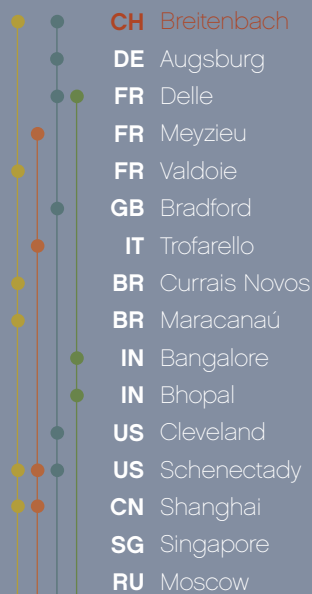 CH Breitenbach
DE Augsburg
FR Delle
FR Meyzieu
FR Valdoie
GB Bradford
IT Trofarello
BR Currais Novos
BR Maracanaú
IN Bangalore
IN Bhopal
US Cleveland
US Schenectady
CN Shanghai
SG Singapore
RU Moscow